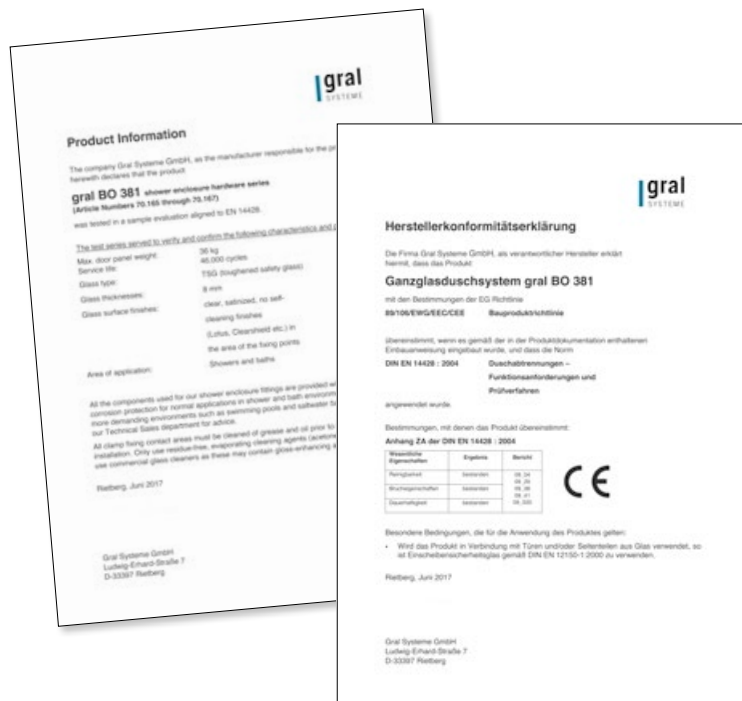 gral
SYSTEME
Product Information
The company Gral Systeme GmbH, as the manufacturer responsible for the
herewith declares that the product
gral BO 381 shower enclosure hardware series
(Article Numbers 70.165 through 70.167)
was tested in a sample evaluation aligned to EN 14428.
The test series served to verify and confirm the following characteristics and
Max. door panel weight: 36 kg
Service life: 46,000 cycles
Glass type: TSG (toughened safety glass)
Glass thicknesses: 8 mm
Glass surface finishes: clear, satinized, no self-
cleaning finishes
(Lotus, Clearshield etc.) in
the area of the fixing points
Area of application: Showers and baths
All the components used for our shower enclosure fittings are provided
corrosion protection for normal applications in shower and bath
more demanding environments such as swimming pools and saltwater
our Technical Sales department for advice.
All clamp fixing contact areas must be cleaned of grease and oil prior to
installation. Only use residue-free, evaporating cleaning agents (acetone
use commercial glass cleaners as these may contain gloss-enhancing
Rietberg, Juni 2017
Gral Systeme GmbH
Ludwig-Erhard-Straße 7
D-33397 Rietberg
gral
SYSTEME
Herstellerkonformitätserklärung
Die Firma Gral Systeme GmbH, als verantwortlicher Hersteller erklärt
hiermit, dass das Produkt:
Ganzglasduschsystem gral BO 381
mit den Bestimmungen der EG Richtlinie
89/106/EWG/EEC/CEE Bauproduktrichtlinie
übereinstimmt, wenn es gemäß der in der Produktdokumentation enthaltenen
Einbauanweisung eingebaut wurde, und dass die Norm
DIN EN 14428 : 2004 Duschabtrennungen –
Funktionsanforderungen und
Prüfverfahren
angewendet wurde.
Bestimmungen, mit denen das Produkt übereinstimmt:
Anhang ZA der DIN EN 14428 : 2004
Wesentliche Eigenschaften Ergebnis Bericht
Reinigbarkeit bestanden
Brucheigenschaften bestanden
Dauerhaftigkeit bestanden
CE
Besondere Bedingungen, die für die Anwendung des Produktes gelten:
• Wird das Produkt in Verbindung mit Türen und/oder Seitenteilen aus Glas verwendet, so
ist Einscheibensicherheitsglas gemäß DIN EN 12150-1:2000 zu verwenden.
Rietberg, Juni 2017
Gral Systeme GmbH
Ludwig-Erhard-Straße 7
D-33397 Rietberg